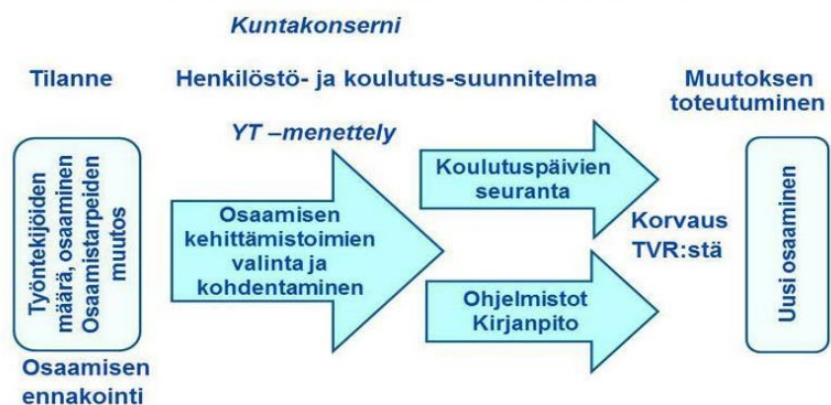 Kuntakonserni
Tilanne
Henkilöstö- ja koulutus-suunnitelma
Muutoksen
toteutuminen
YT –menettely
Työntekijöiden
määrä, osaaminen
Osaamistarpeiden
muutos
Osaamisen
kehittämistoimien
valinta ja
kohdentaminen
Koulutuspäivien
seuranta
Ohjelmistot
Kirjanpito
Korvaus
TVR:stä
Uusi osaaminen
Osaamisen
ennakointi